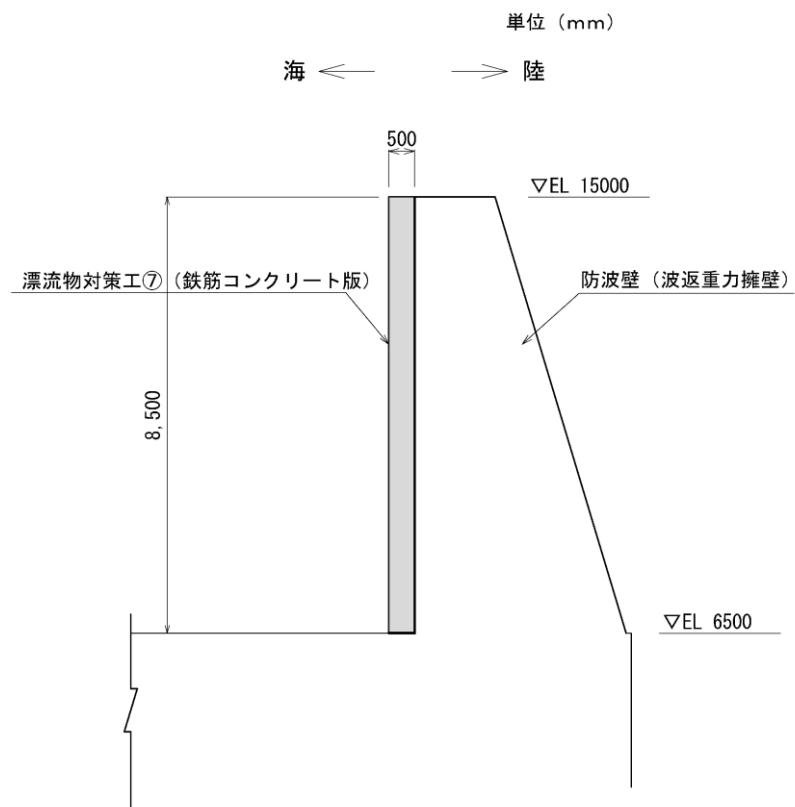 単位（mm）
海
陸
500
▽EL 15000
漂流物対策工⑦（鉄筋コンクリート版）
防波壁（波返重力擁壁）
8,500
▽EL 6500